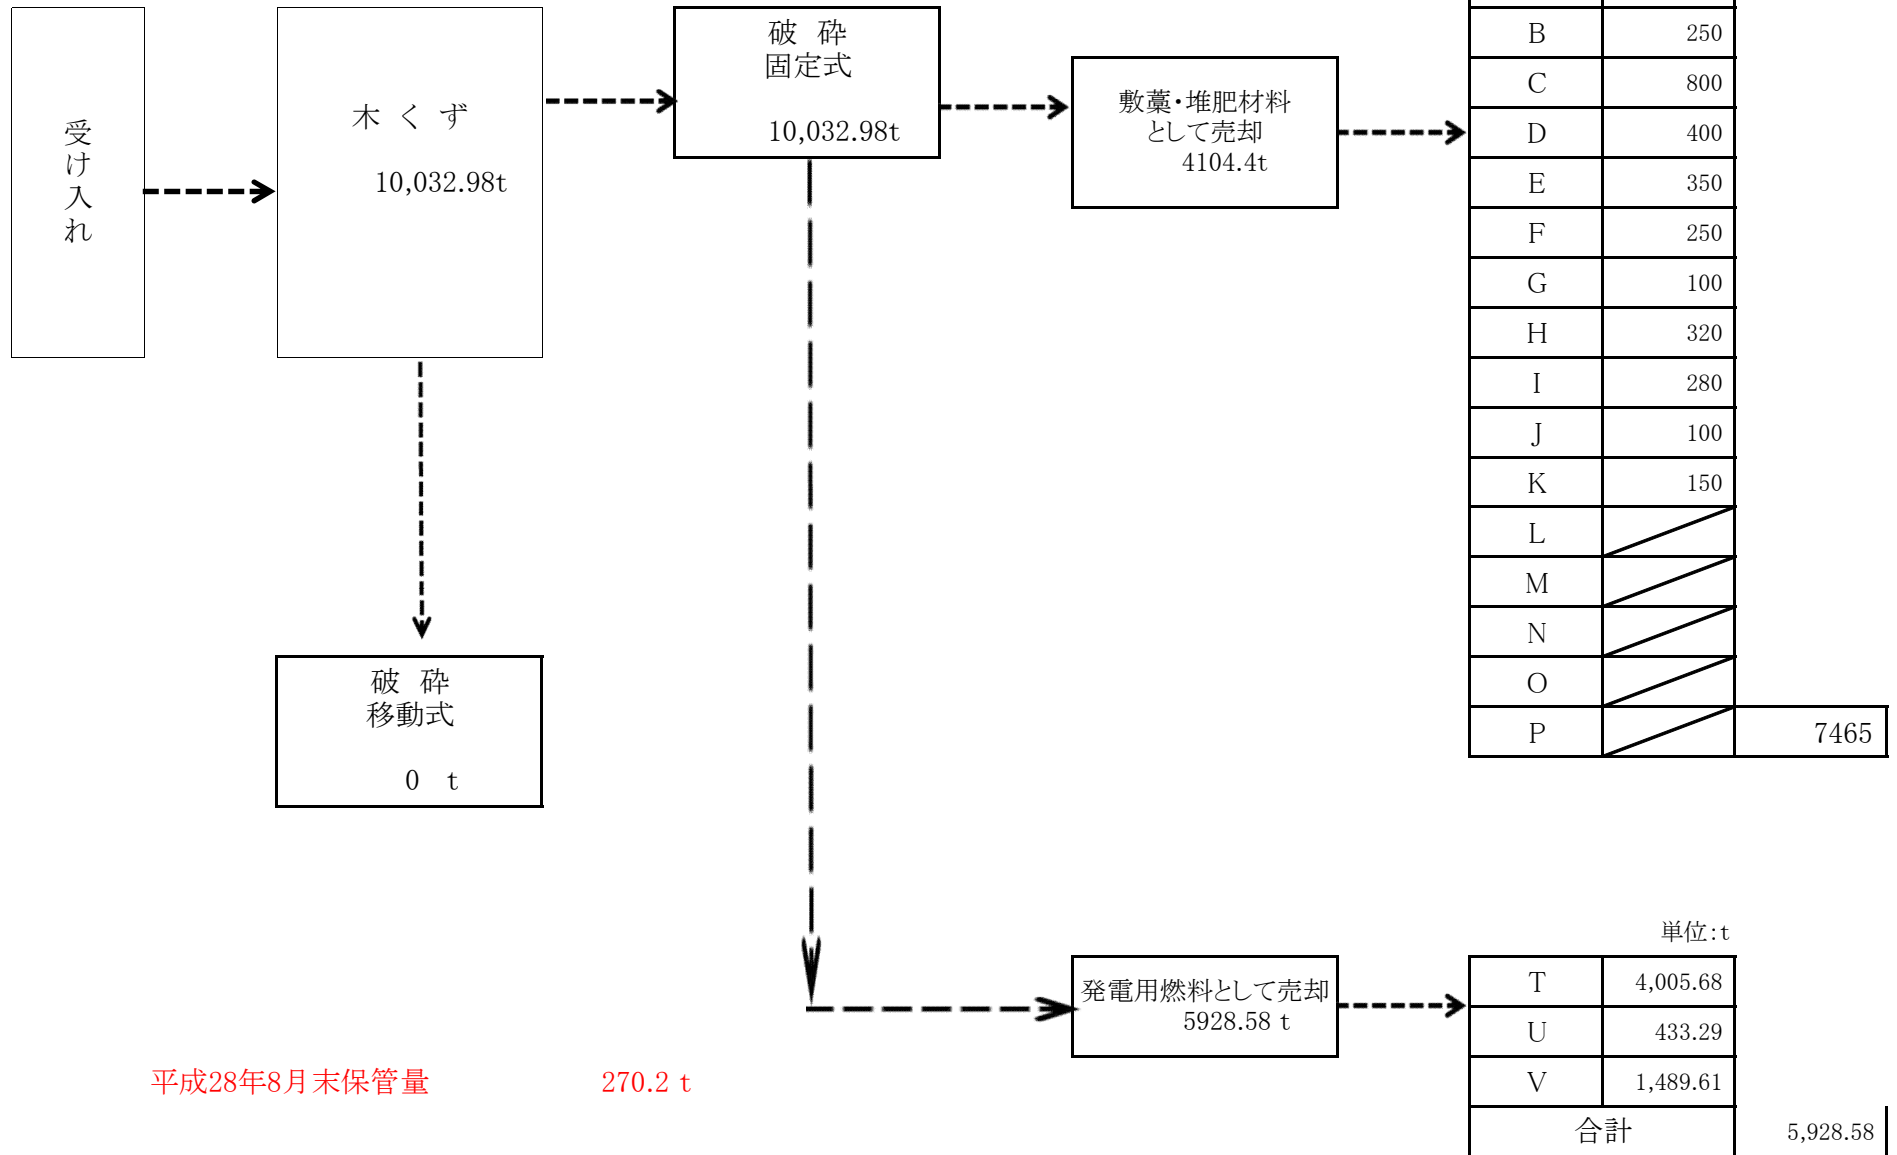 受け入れ
木くず
10,032.98t
破砕
固定式
10,032.98t
敷藁・堆肥材料
として売却
4104.4t
B 250
C 800
D 400
E 350
F 250
G 100
H 320
I 280
J 100
K 150
L
M
N
O
P 7465
破砕
移動式
0 t
単位:t
発電用燃料として売却
5928.58 t
T 4,005.68
U 433.29
V 1,489.61
合計 5,928.58
平成28年8月末保管量 270.2 t